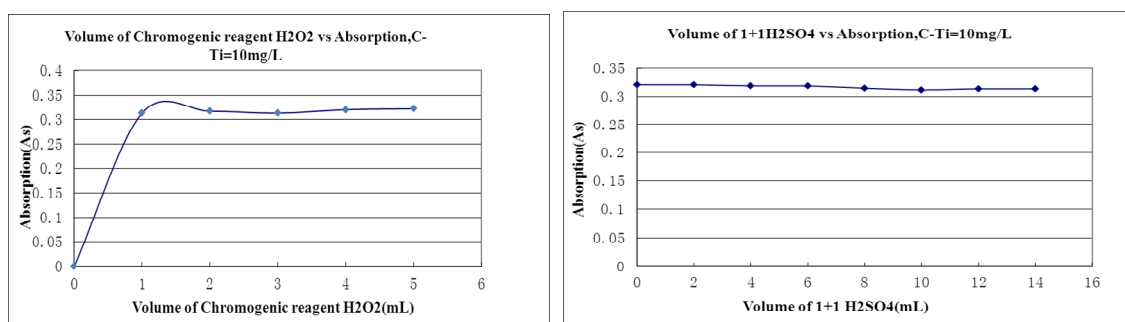 Volume of Chromogenic reagent H2O2 vs Absorption,C-
Ti=10mg/L
0.4
0.35
0.3
0.25
0.2
0.15
0.1
0.05
0
Absorption(As)
0 1 2 3 4 5 6
Volume of Chromogenic reagent H2O2(mL)
Volume of 1+1H2SO4 vs Absorption,C-Ti=10mg/L
0.35
0.3
0.25
0.2
0.15
0.1
0.05
0
Absorption(As)
0 2 4 6 8 10 12 14 16
Volume of 1+1 H2SO4(mL)